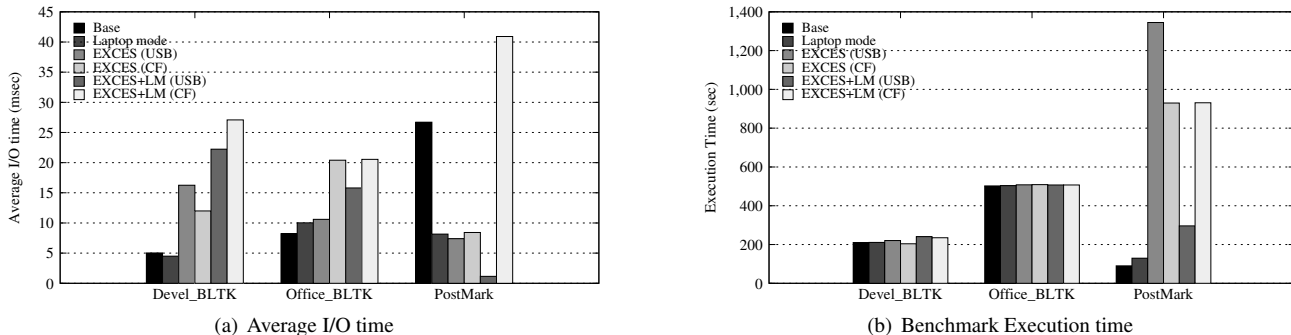 45
40
35
30
25
20
15
10
5
0
Average I/O time (msec)
Base
Laptop mode
EXCES (USB)
EXCES (CF)
EXCES+LM (USB)
EXCES+LM (CF)
Devel_BLTK Office_BLTK PostMark
(a) Average I/O time
1,400
1,200
1,000
800
600
400
200
0
Execution Time (sec)
Base
Laptop mode
EXCES (USB)
EXCES (CF)
EXCES+LM (USB)
EXCES+LM (CF)
Devel_BLTK Office_BLTK PostMark
(b) Benchmark Execution time